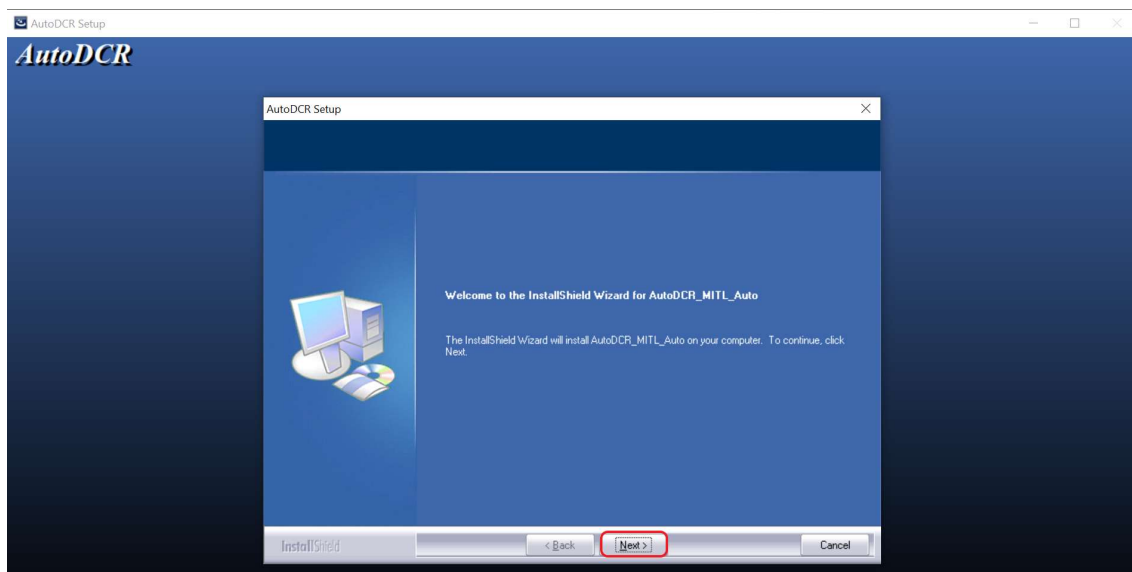 AutoDCR Setup
AutoDCR
AutoDCR Setup
Welcome to the InstallShield Wizard for AutoDCR_MITL_Auto
The InstallShield Wizard will install AutoDCR_MITL_Auto on your computer. To continue, click
Next.
InstallShield
< Back
Next >
Cancel